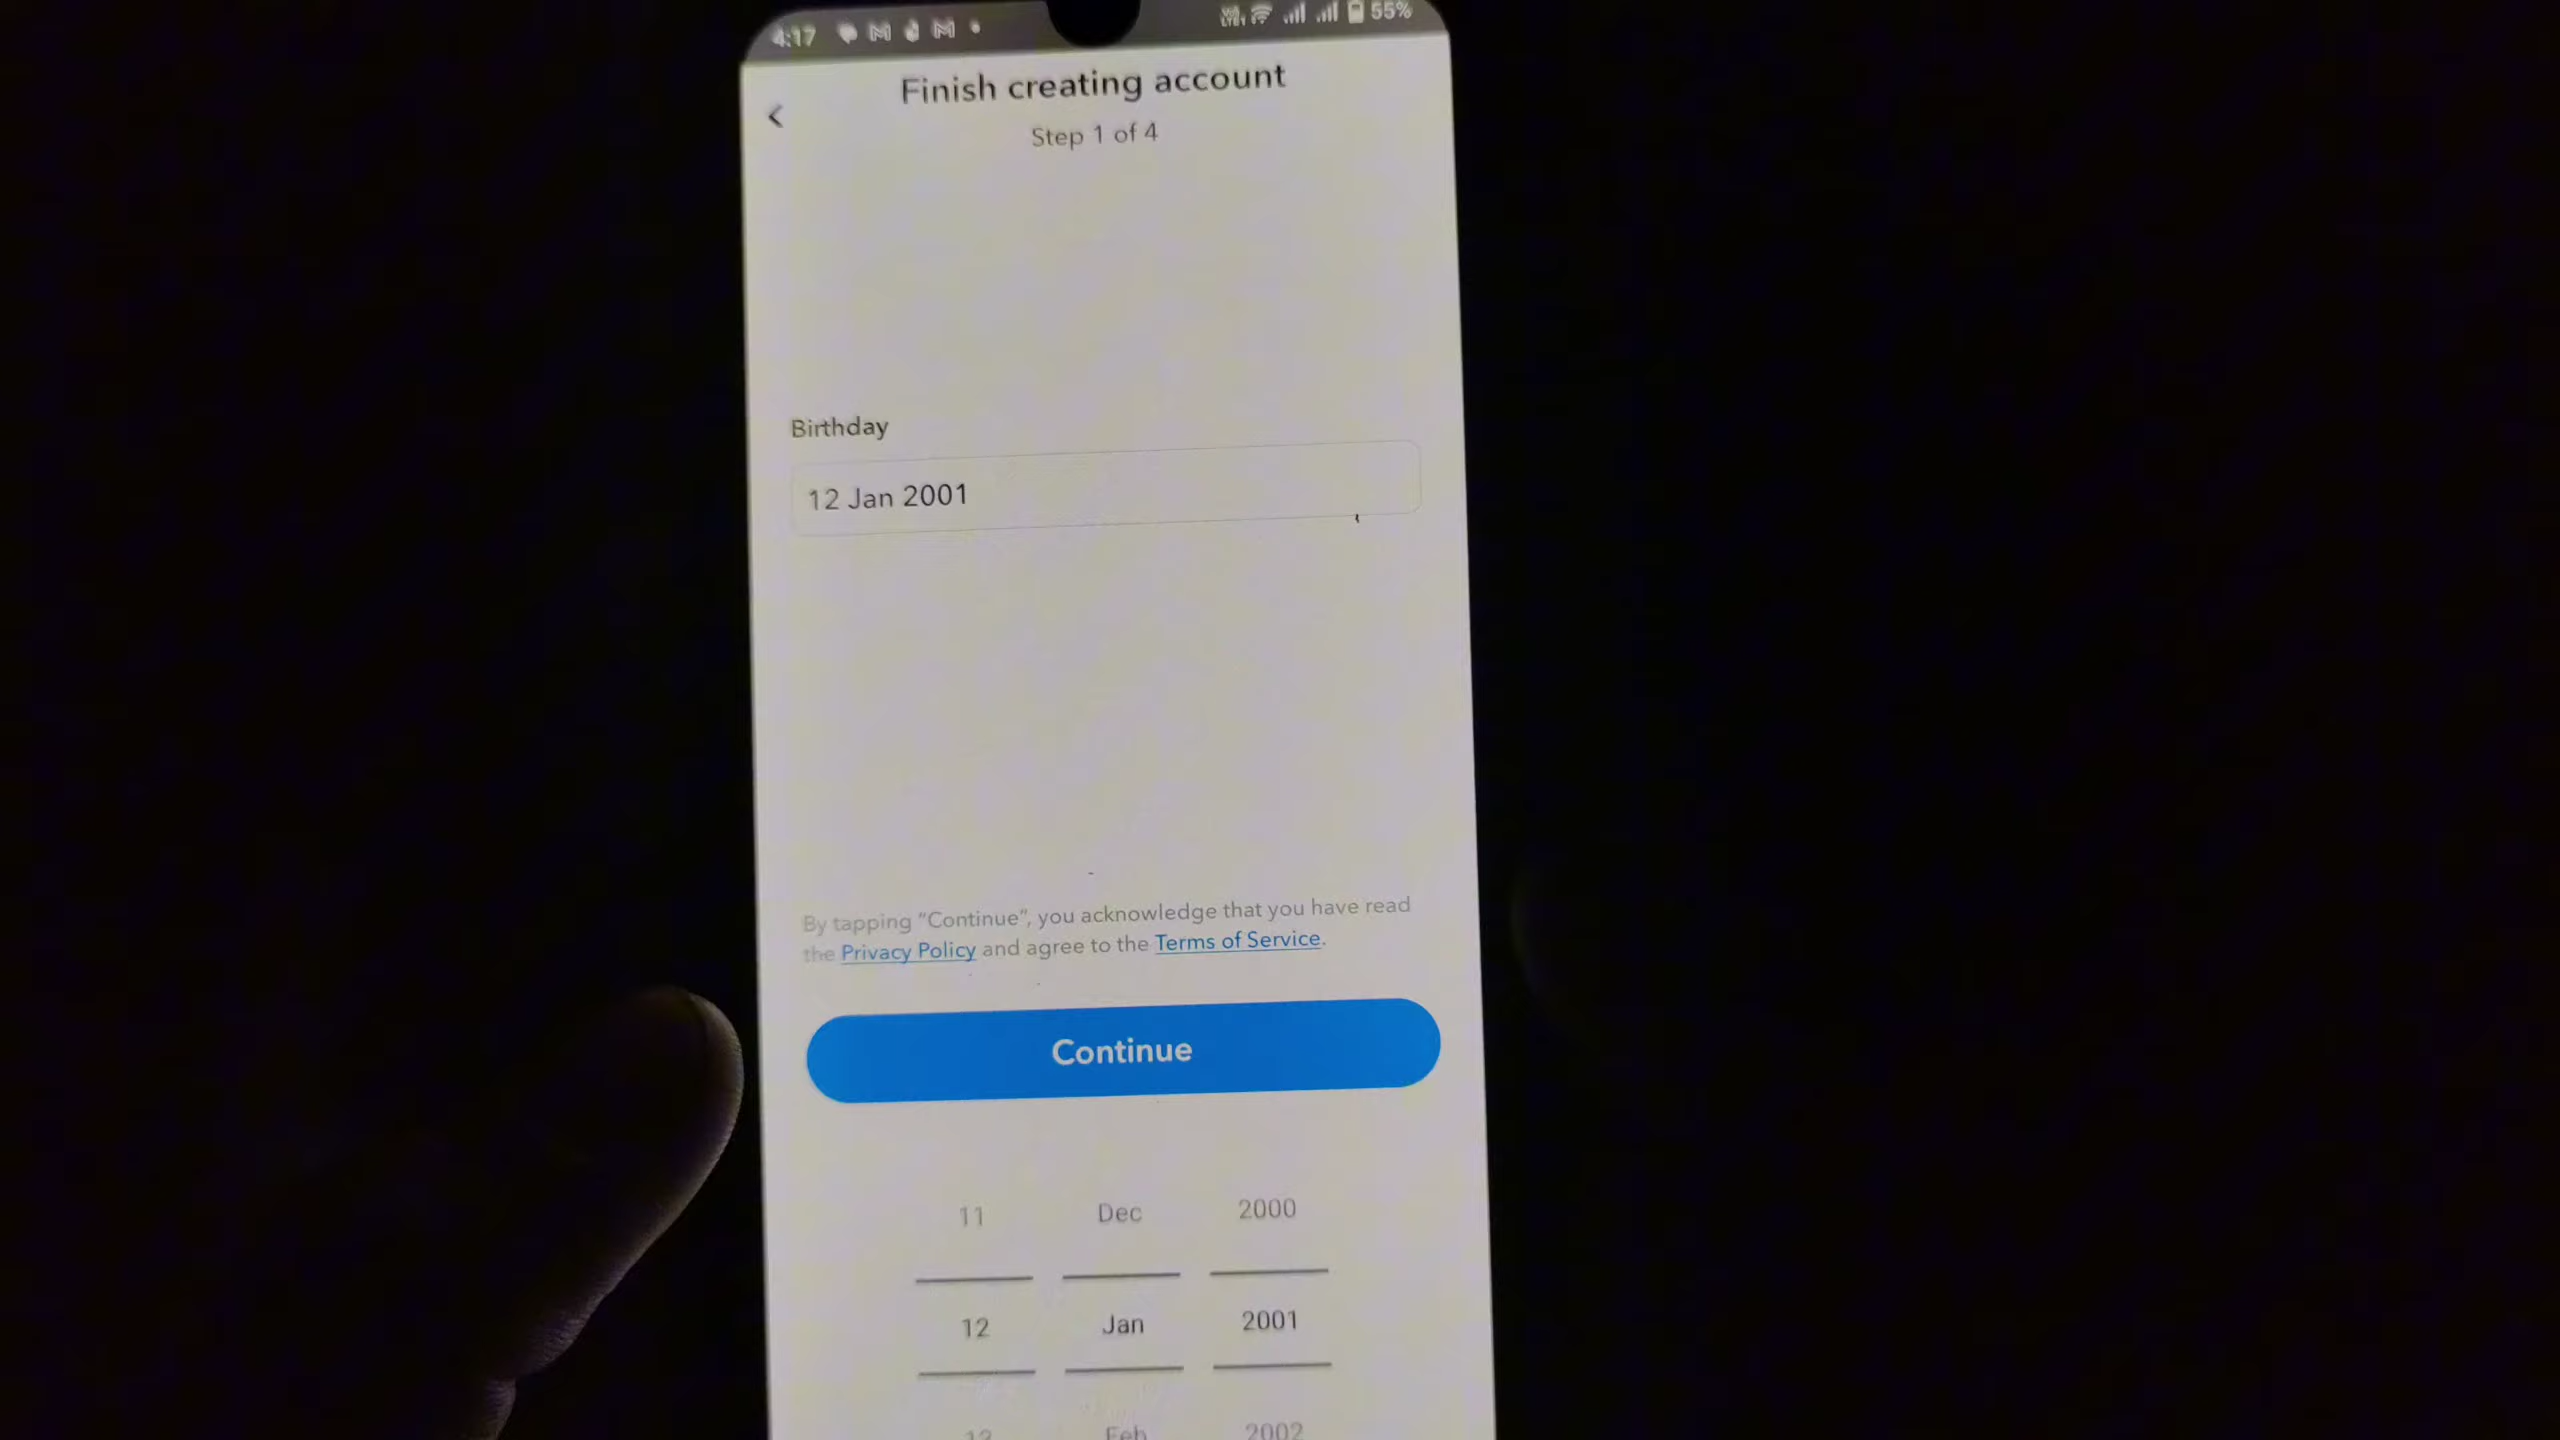 4:17
55%
Finish creating account
Step 1 of 4
Birthday
12 Jan 2001
By tapping “Continue”, you acknowledge that you have read
the Privacy Policy and agree to the Terms of Service.
Continue
11 Dec 2000
12 Jan 2001
Feb 2002